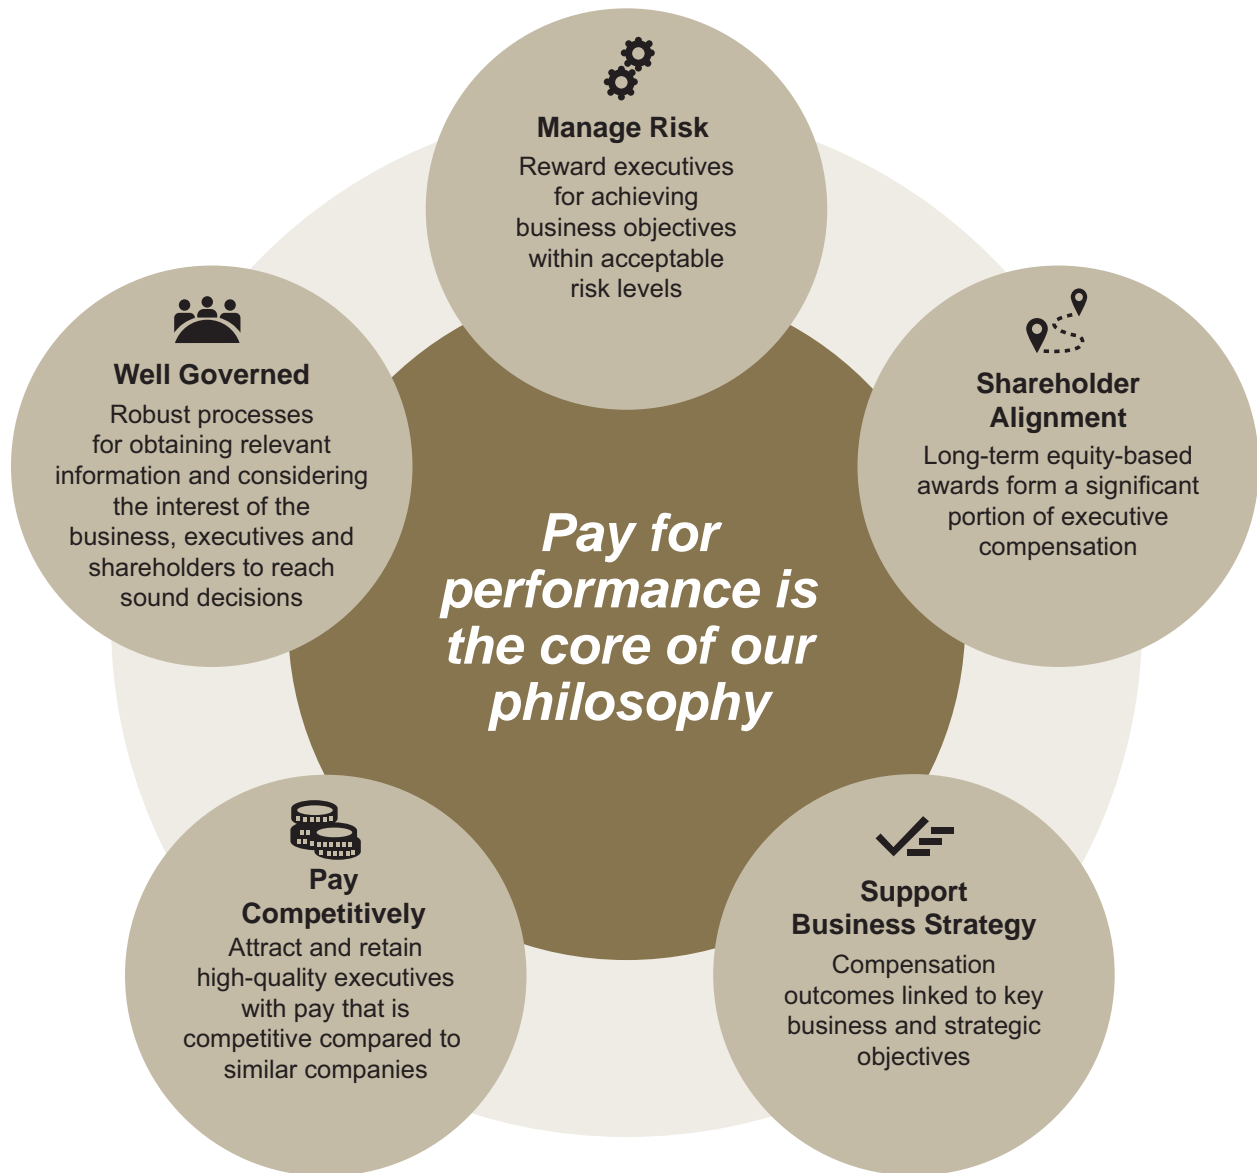 Manage Risk
Reward executives
for achieving
business objectives
within acceptable
risk levels
Shareholder
Alignment
Long-term equity-based
awards form a significant
portion of executive
compensation
Support
Business Strategy
Compensation
outcomes linked to key
business and strategic
objectives
Pay
Competitively
Attract and retain
high-quality executives
with pay that is
competitive compared to
similar companies
Well Governed
Robust processes
for obtaining relevant
information and considering
the interest of the
business, executives and
shareholders to reach
sound decisions
Pay for
performance is
the core of our
philosophy